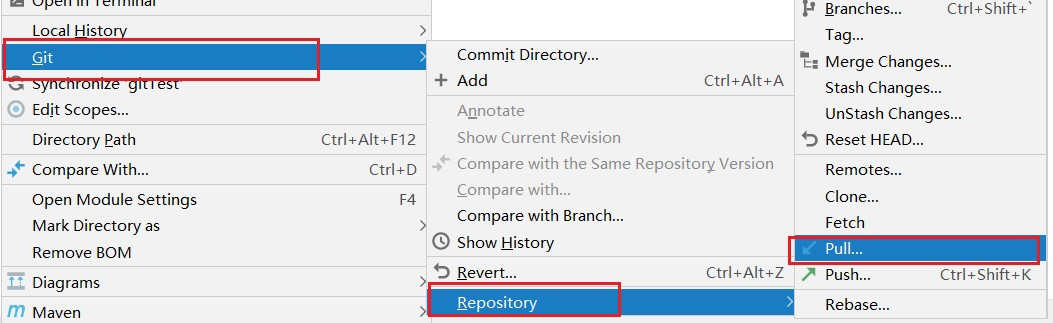 Open in Terminal
Local History
Git
Synchronize 'gitTest'
Edit Scopes...
Directory Path Ctrl+Alt+F12
Compare With... Ctrl+D
Open Module Settings F4
Mark Directory as
Remove BOM
Diagrams
Maven
Commit Directory...
Add Ctrl+Alt+A
Annotate
Show Current Revision
Compare with the Same Repository Version
Compare with...
Compare with Branch...
Show History
Revert... Ctrl+Alt+Z
Repository
Branches... Ctrl+Shift+`
Tag...
Merge Changes...
Stash Changes...
UnStash Changes...
Reset HEAD...
Remotes...
Clone...
Fetch
Pull...
Push... Ctrl+Shift+K
Rebase...